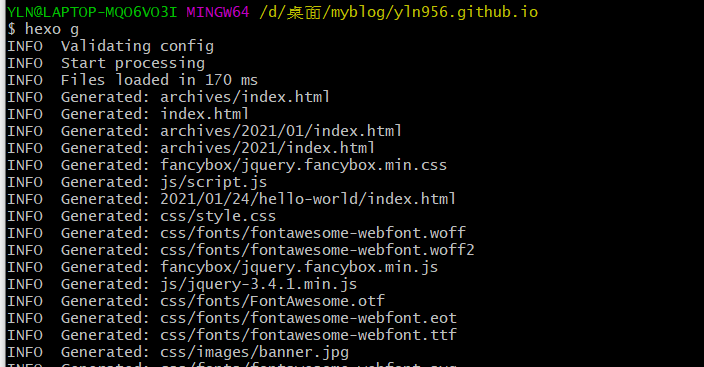 YLN@LAPTOP-MQO6VO3I MINGW64 /d/桌面/myblog/yln956.github.io
$ hexo g
INFO  Validating config
INFO  Start processing
INFO  Files loaded in 170 ms
INFO  Generated: archives/index.html
INFO  Generated: index.html
INFO  Generated: archives/2021/01/index.html
INFO  Generated: archives/2021/index.html
INFO  Generated: fancybox/jquery.fancybox.min.css
INFO  Generated: js/script.js
INFO  Generated: 2021/01/24/hello-world/index.html
INFO  Generated: css/style.css
INFO  Generated: css/fonts/fontawesome-webfont.woff
INFO  Generated: css/fonts/fontawesome-webfont.woff2
INFO  Generated: fancybox/jquery.fancybox.min.js
INFO  Generated: js/jquery-3.4.1.min.js
INFO  Generated: css/fonts/FontAwesome.otf
INFO  Generated: css/fonts/fontawesome-webfont.eot
INFO  Generated: css/fonts/fontawesome-webfont.ttf
INFO  Generated: css/images/banner.jpg